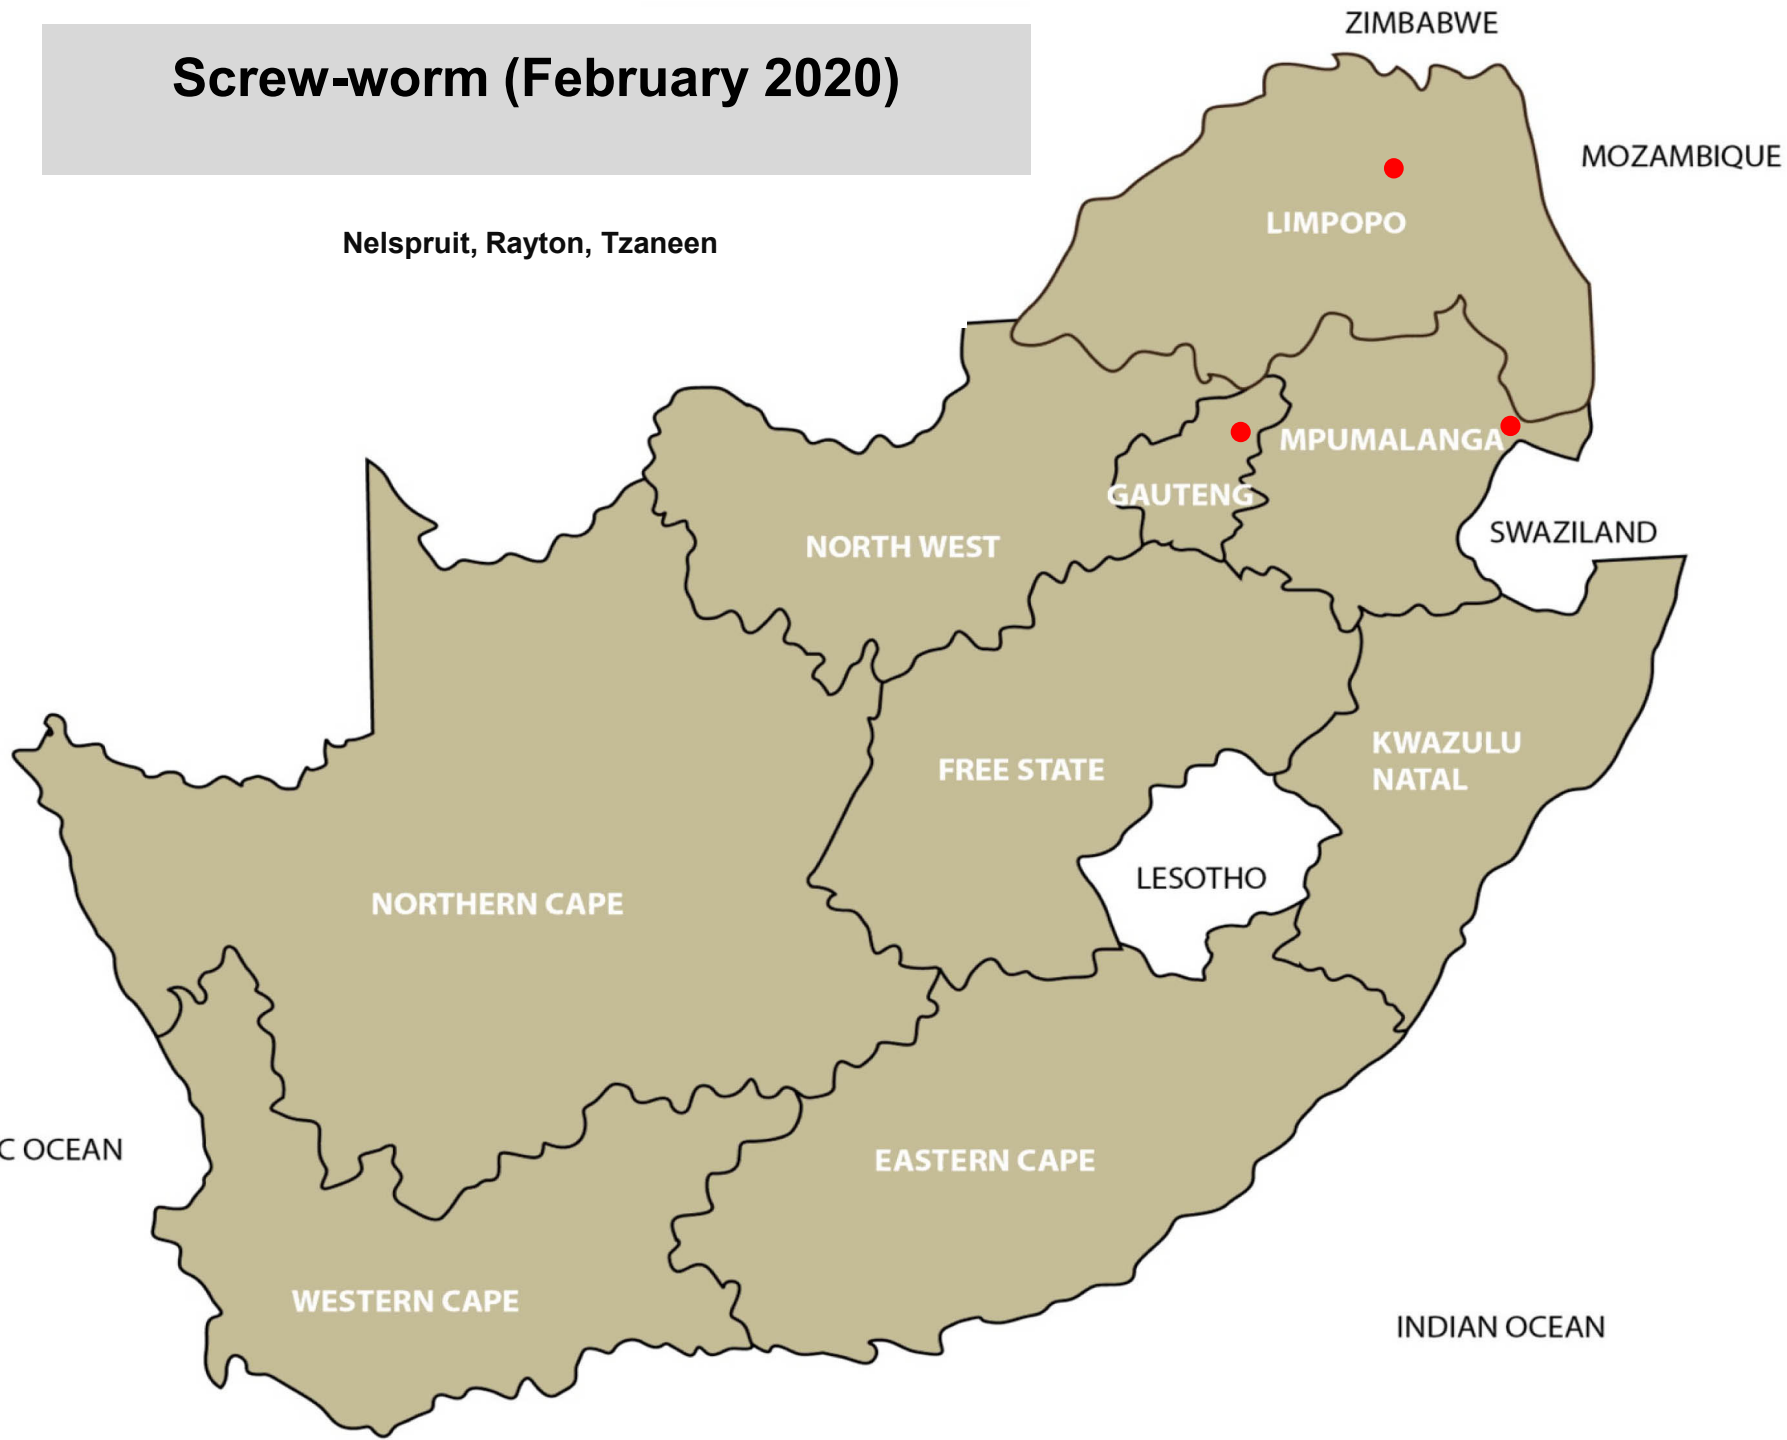 Screw-worm (February 2020)
Nelspruit, Rayton, Tzaneen
ZIMBABWE
MOZAMBIQUE
LIMPOPO
MPUMALANGA
GAUTENG
NORTH WEST
SWAZILAND
FREE STATE
KWAZULU
NATAL
LESOTHO
NORTHERN CAPE
C OCEAN
EASTERN CAPE
WESTERN CAPE
INDIAN OCEAN